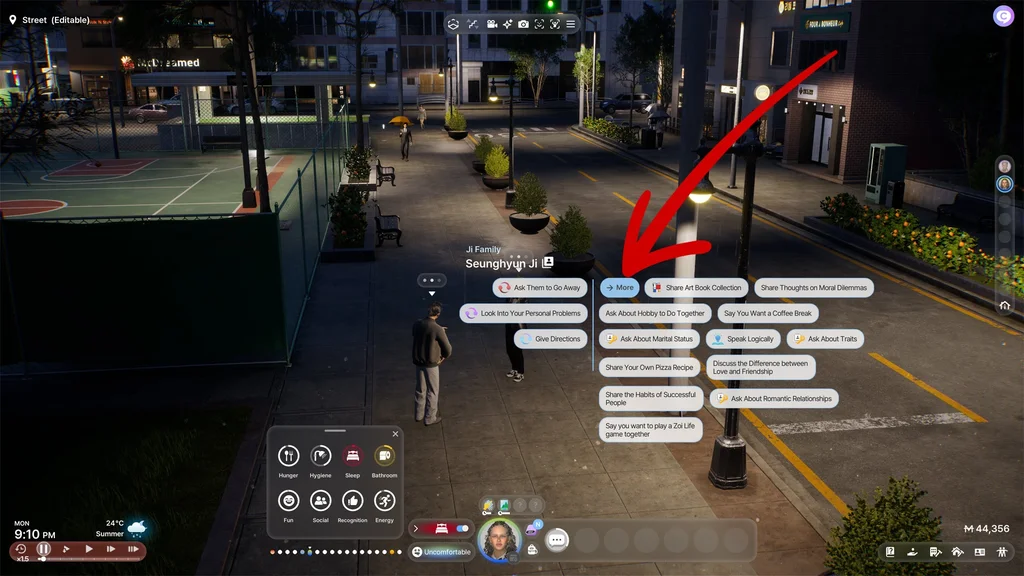 Street (Editable)
Ji Family
Seunghyun Ji
Ask Them to Go Away
More
Share Art Book Collection
Share Thoughts on Moral Dilemmas
Look Into Your Personal Problems
Ask About Hobby to Do Together
Say You Want a Coffee Break
Give Directions
Ask About Marital Status
Speak Logically
Ask About Traits
Share Your Own Pizza Recipe
Discuss the Difference between
Love and Friendship
Share the Habits of Successful
People
Ask About Romantic Relationships
Say you want to play a Zoi Life
game together
Hunger
Hygiene
Sleep
Bathroom
Fun
Social
Recognition
Energy
MON
9:10 PM
24°C
Summer
x1.5
Uncomfortable
44,356